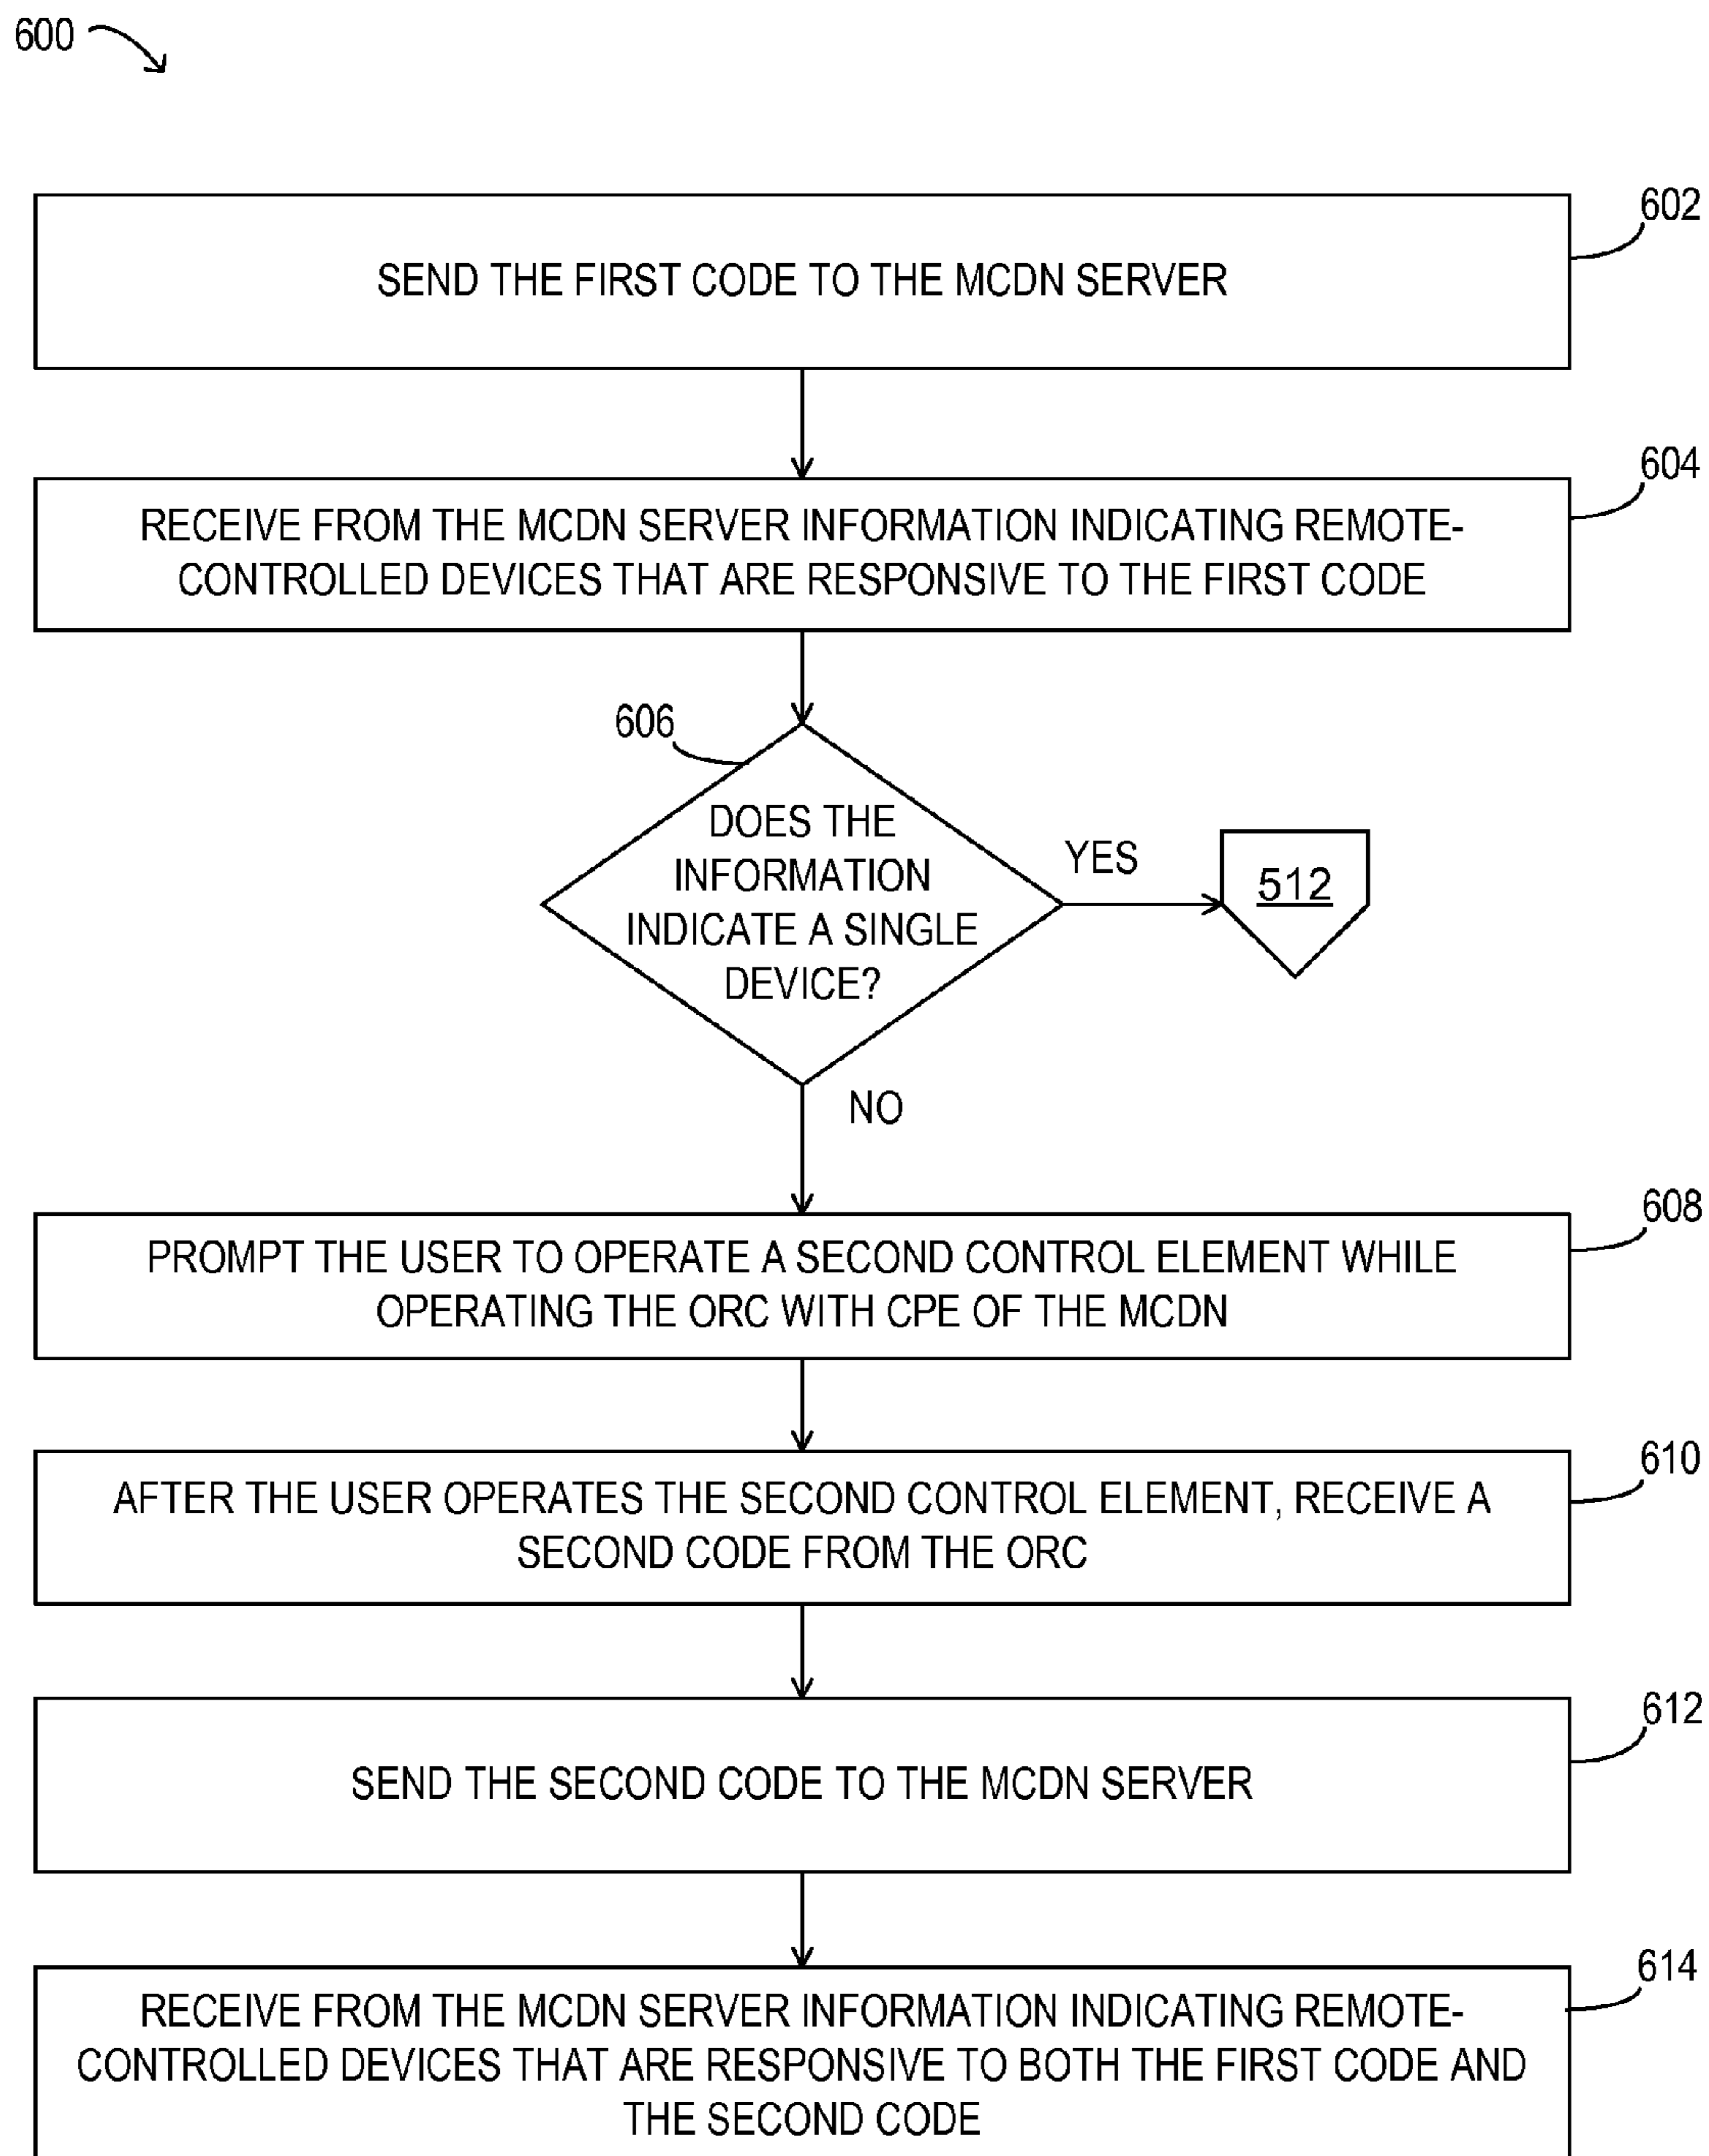 600
602
SEND THE FIRST CODE TO THE MCDN SERVER
604
RECEIVE FROM THE MCDN SERVER INFORMATION INDICATING REMOTE-
CONTROLLED DEVICES THAT ARE RESPONSIVE TO THE FIRST CODE
606
DOES THE
INFORMATION
INDICATE A SINGLE
DEVICE?
YES
512
NO
608
PROMPT THE USER TO OPERATE A SECOND CONTROL ELEMENT WHILE
OPERATING THE ORC WITH CPE OF THE MCDN
610
AFTER THE USER OPERATES THE SECOND CONTROL ELEMENT, RECEIVE A
SECOND CODE FROM THE ORC
612
SEND THE SECOND CODE TO THE MCDN SERVER
614
RECEIVE FROM THE MCDN SERVER INFORMATION INDICATING REMOTE-
CONTROLLED DEVICES THAT ARE RESPONSIVE TO BOTH THE FIRST CODE AND
THE SECOND CODE